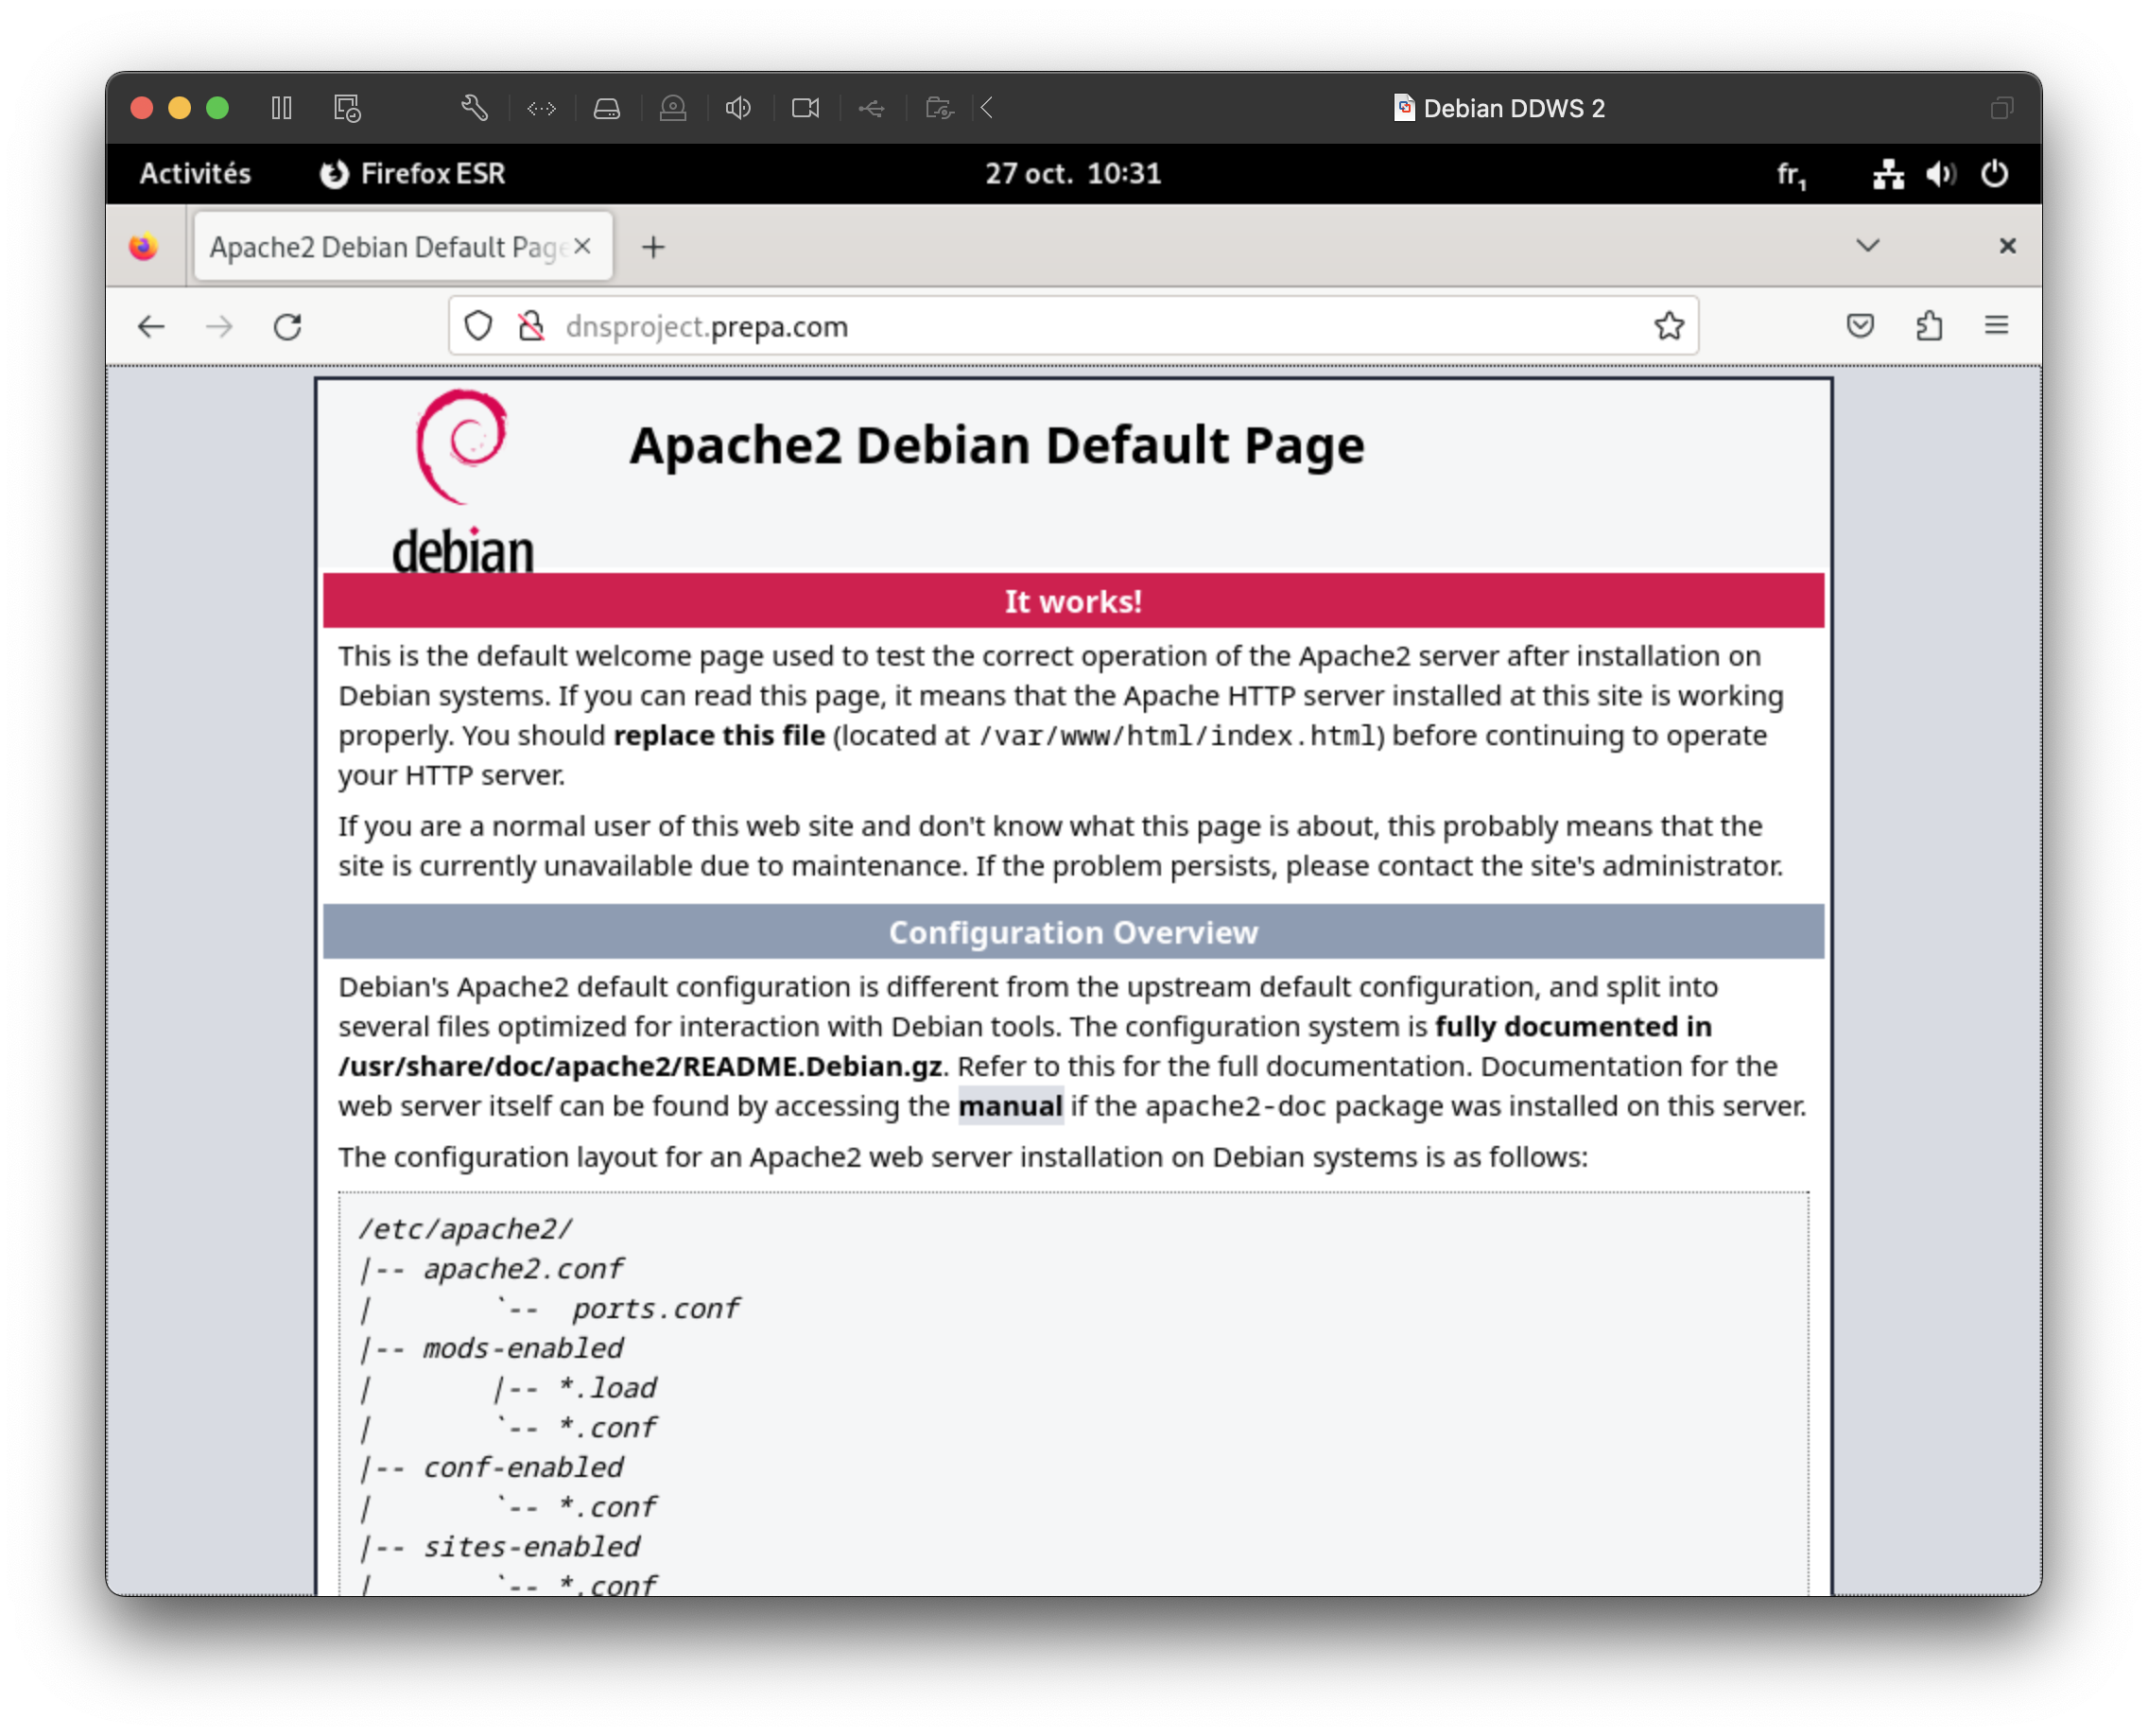 Debian DDWS 2
Activités Firefox ESR 27 oct. 10:31 fr₁
Apache2 Debian Default Page
dnsproject.prepa.com
debian
Apache2 Debian Default Page
It works!
This is the default welcome page used to test the correct operation of the Apache2 server after installation on
Debian systems. If you can read this page, it means that the Apache HTTP server installed at this site is working
properly. You should replace this file (located at /var/www/html/index.html) before continuing to operate
your HTTP server.
If you are a normal user of this web site and don't know what this page is about, this probably means that the
site is currently unavailable due to maintenance. If the problem persists, please contact the site's administrator.
Configuration Overview
Debian's Apache2 default configuration is different from the upstream default configuration, and split into
several files optimized for interaction with Debian tools. The configuration system is fully documented in
/usr/share/doc/apache2/README.Debian.gz. Refer to this for the full documentation. Documentation for the
web server itself can be found by accessing the manual if the apache2-doc package was installed on this server.
The configuration layout for an Apache2 web server installation on Debian systems is as follows:
/etc/apache2/
|-- apache2.conf
|       `--  ports.conf
|-- mods-enabled
|       |-- *.load
|       `-- *.conf
|-- conf-enabled
|       `-- *.conf
|-- sites-enabled
|       `-- *.conf